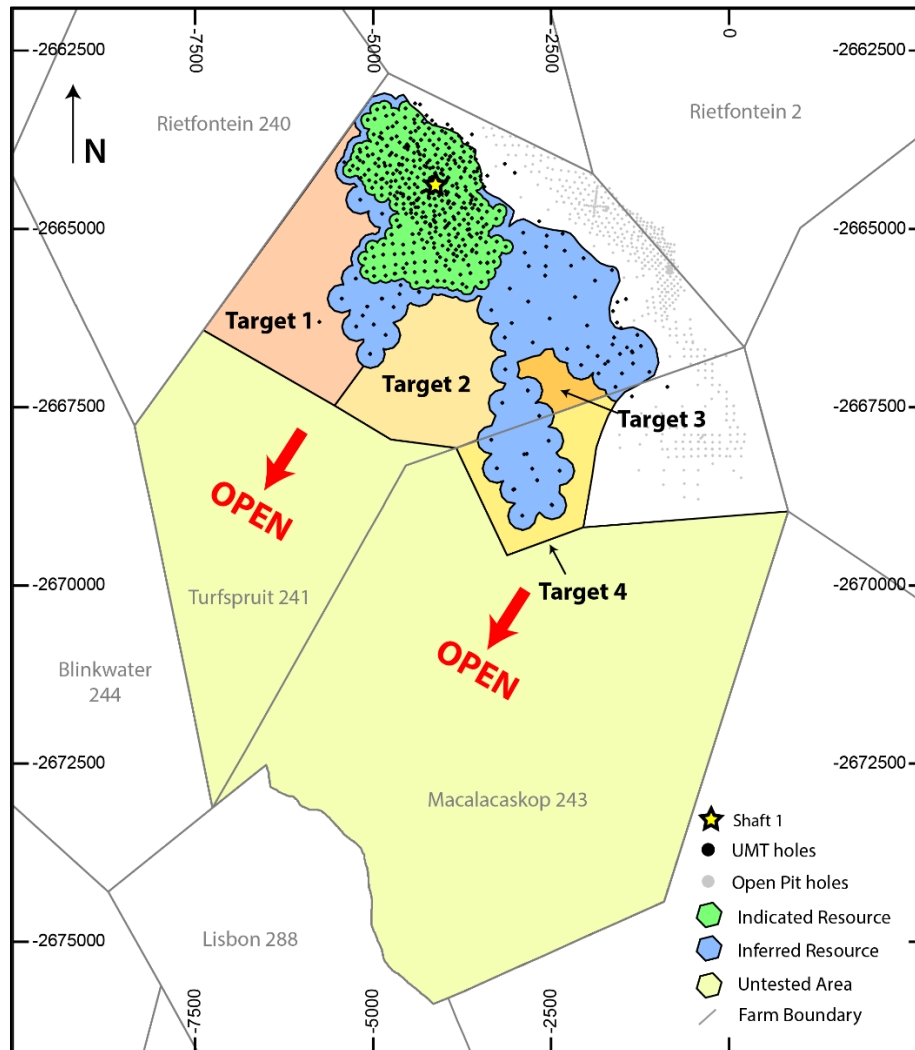 -7500
-5000
-2500
0
-2662500
-2662500
N
Rietfontein 240
Rietfontein 2
-2665000
-2665000
Target 1
Target 2
Target 3
-2667500
-2667500
OPEN
-2670000
-2670000
Target 4
Turfspruit 241
OPEN
Blinkwater
244
-2672500
-2672500
Macalacaskop 243
Lisbon 288
-2675000
-2675000
-7500
-5000
-2500
Shaft 1
UMT holes
Open Pit holes
Indicated Resource
Inferred Resource
Untested Area
Farm Boundary